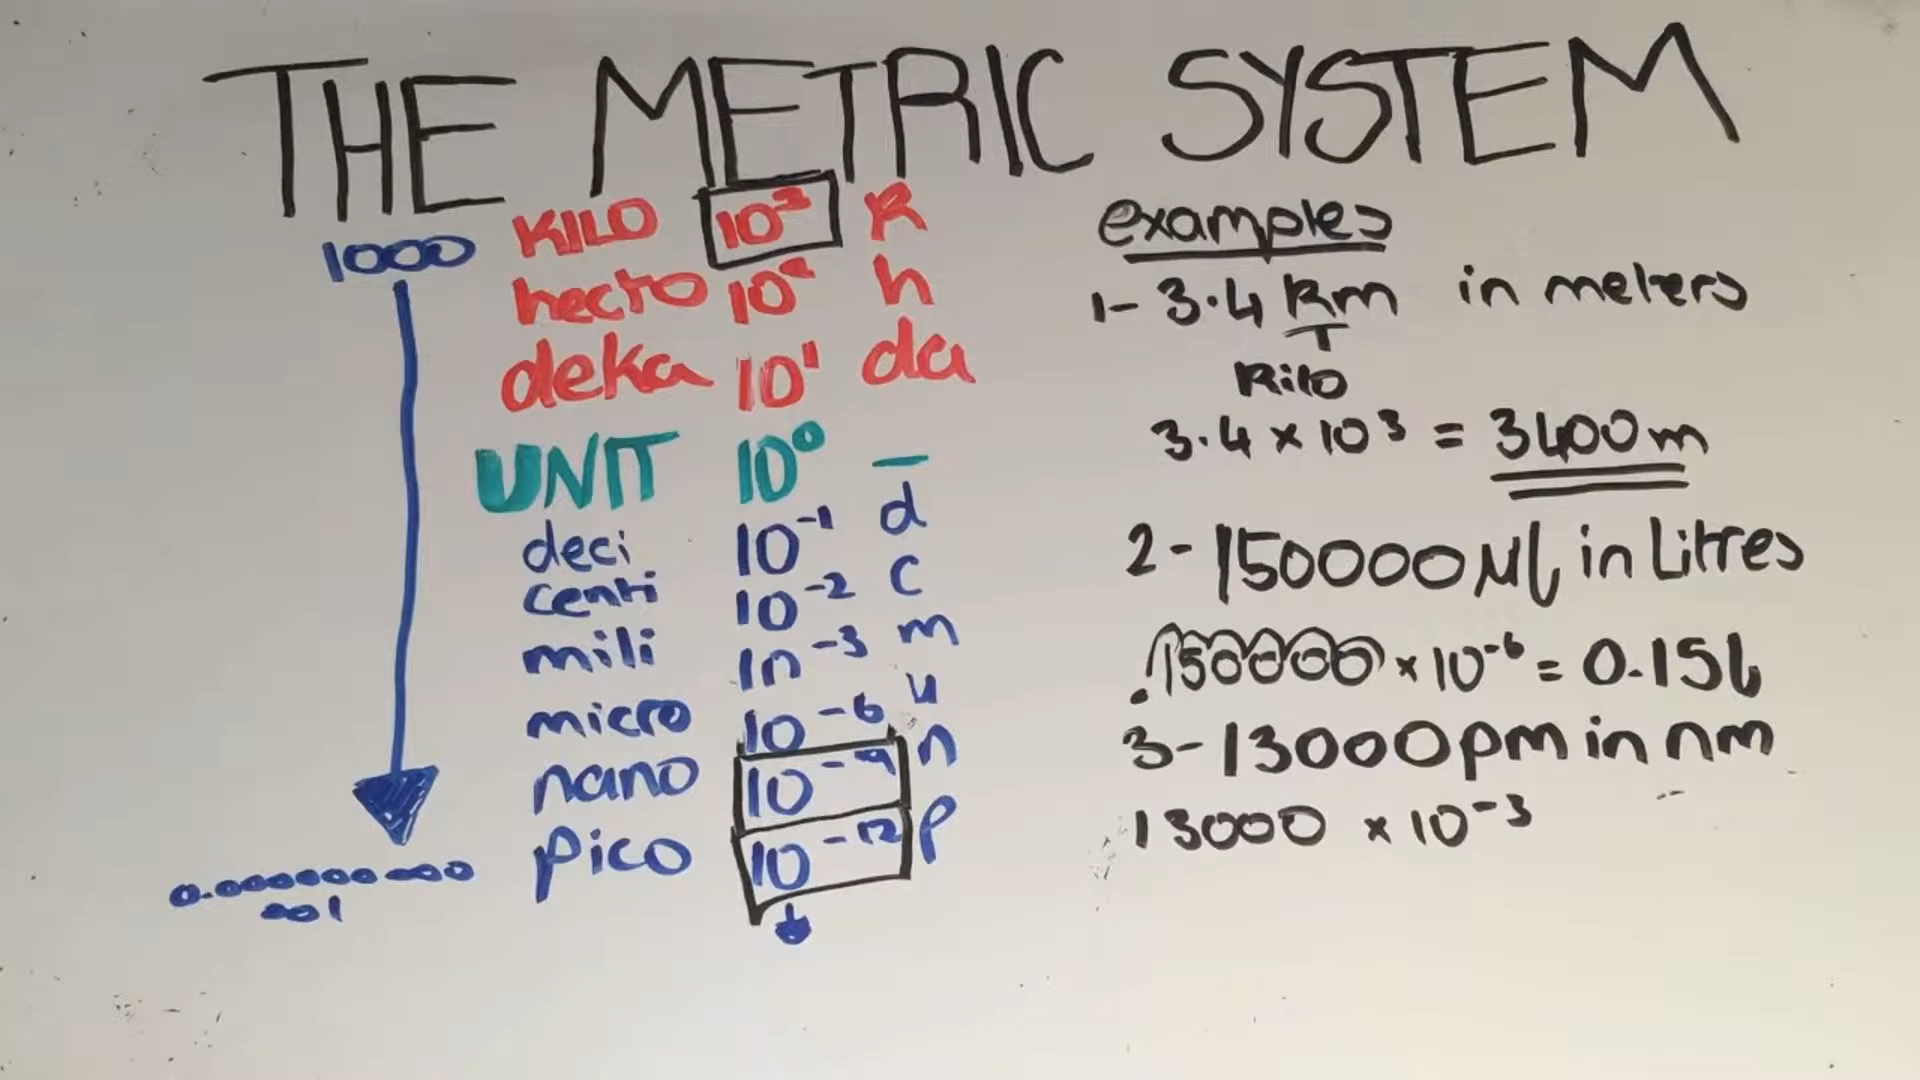 THE METRIC SYSTEM
1000
KILO 10³ K
hecto 10² h
deka 10¹ da
UNIT 10⁰ –
deci 10⁻¹ d
centi 10⁻² c
mili 10⁻³ m
micro 10⁻⁶ u
nano 10⁻⁹ n
pico 10⁻¹² p
0.000000000
001
examples
1- 3.4 Km in meters
Kilo
3.4 × 10³ = 3400m
2- 150000 μl in Litres
.150000 × 10⁻⁶ = 0.15l
3- 13000pm in nm
13000 × 10⁻³